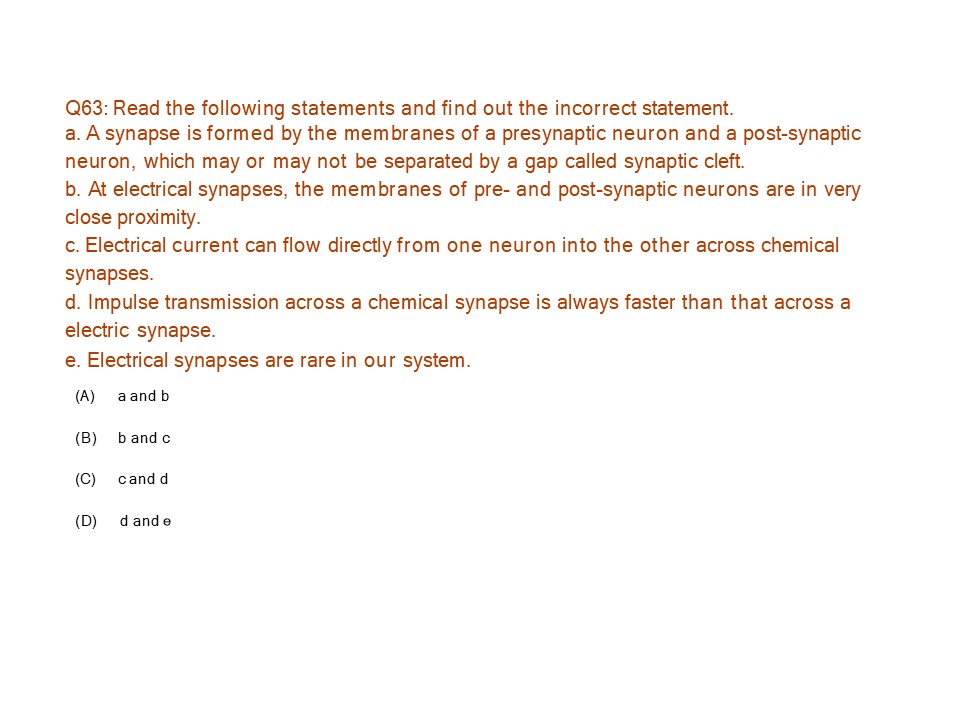 Q63: Read the following statements and find out the incorrect statement.
a. A synapse is formed by the membranes of a presynaptic neuron and a post-synaptic
neuron, which may or may not be separated by a gap called synaptic cleft.
b. At electrical synapses, the membranes of pre- and post-synaptic neurons are in very
close proximity.
c. Electrical current can flow directly from one neuron into the other across chemical
synapses.
d. Impulse transmission across a chemical synapse is always faster than that across a
electric synapse.
e. Electrical synapses are rare in our system.
(A) a and b
(B) b and c
(C) c and d
(D) d and e